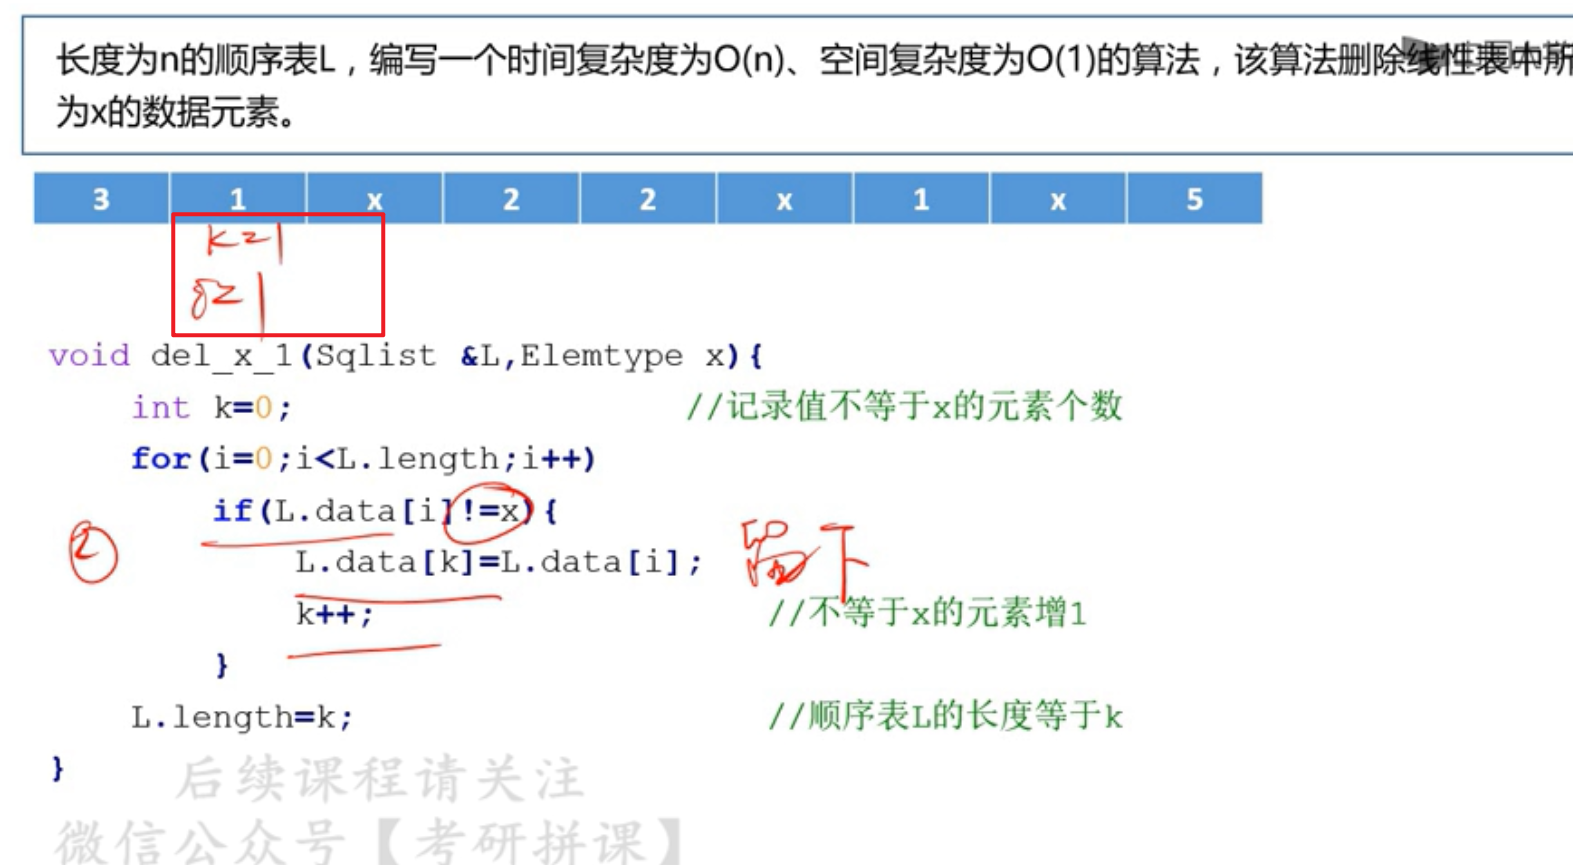 长度为n的顺序表L，编写一个时间复杂度为O(n)、空间复杂度为O(1)的算法，该算法删除线性表中所
为x的数据元素。
3 1 x 2 2 x 1 x 5
k=1
void del_x_1(Sqlist &L,Elemtype x){
int k=0; //记录值不等于x的元素个数
for(i=0;i<L.length;i++)
if(L.data[i]!=x){
②
L.data[k]=L.data[i]; 留下
k++; //不等于x的元素增1
}
L.length=k; //顺序表L的长度等于k
}
后续课程请关注
微信公众号【考研拼课】